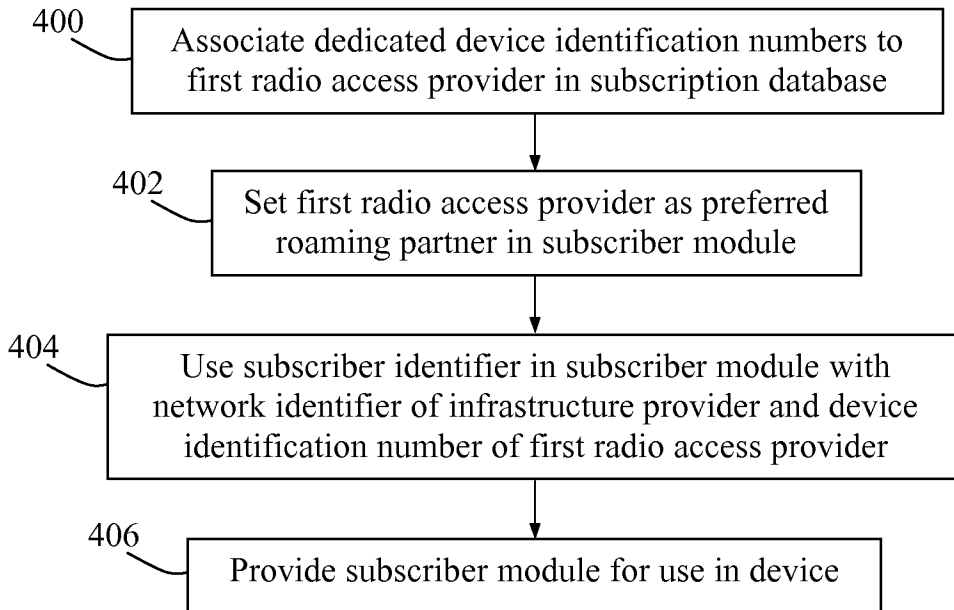 400
Associate dedicated device identification numbers to
first radio access provider in subscription database
402
Set first radio access provider as preferred
roaming partner in subscriber module
404
Use subscriber identifier in subscriber module with
network identifier of infrastructure provider and device
identification number of first radio access provider
406
Provide subscriber module for use in device